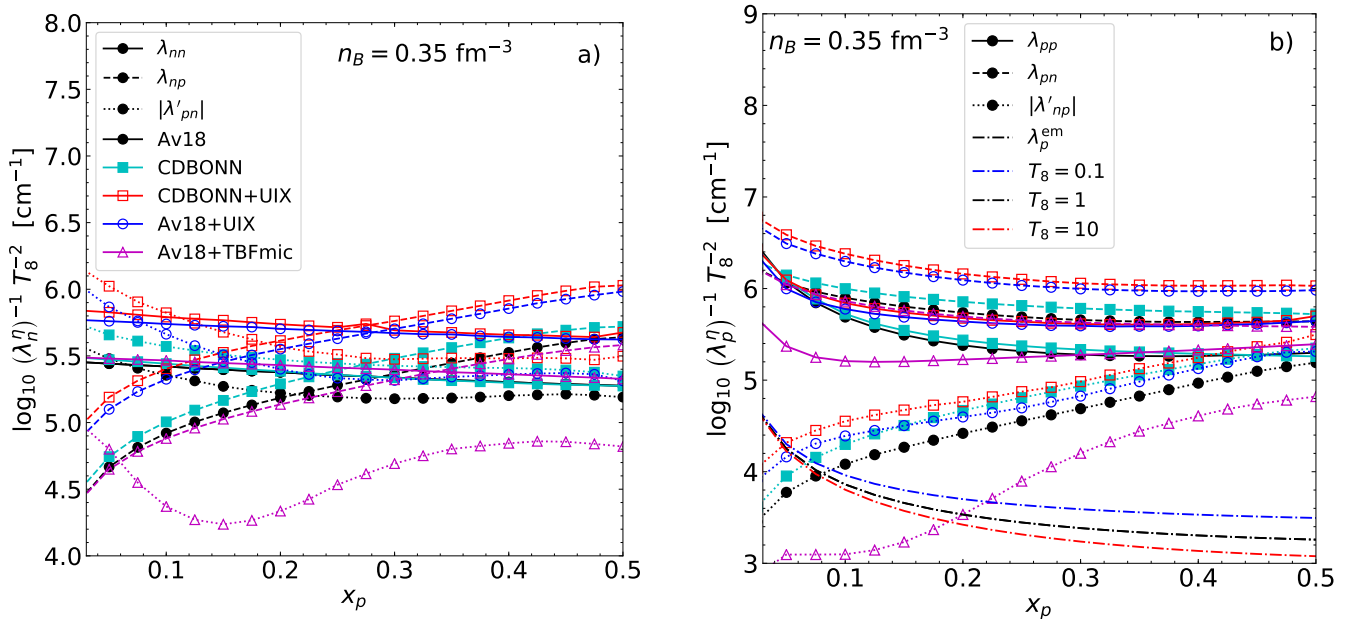 n_B = 0.35 fm⁻³
a)
λ_nn
λ_np
|λ'_pn|
Av18
CDBONN
CDBONN+UIX
Av18+UIX
Av18+TBFmic
log₁₀ (λ_n^η)⁻¹ T₈⁻² [cm⁻¹]
8.0
7.5
7.0
6.5
6.0
5.5
5.0
4.5
4.0
0.1
0.2
0.3
0.4
0.5
x_p
n_B = 0.35 fm⁻³
b)
λ_pp
λ_pn
|λ'_np|
λ_p^em
T₈ = 0.1
T₈ = 1
T₈ = 10
log₁₀ (λ_p^η)⁻¹ T₈⁻² [cm⁻¹]
9
8
7
6
5
4
3
0.1
0.2
0.3
0.4
0.5
x_p